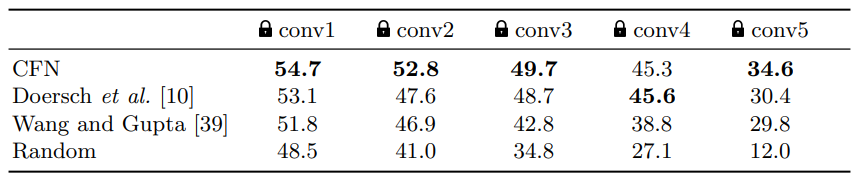 conv1 conv2 conv3 conv4 conv5
CFN 54.7 52.8 49.7 45.3 34.6
Doersch et al. [10] 53.1 47.6 48.7 45.6 30.4
Wang and Gupta [39] 51.8 46.9 42.8 38.8 29.8
Random 48.5 41.0 34.8 27.1 12.0